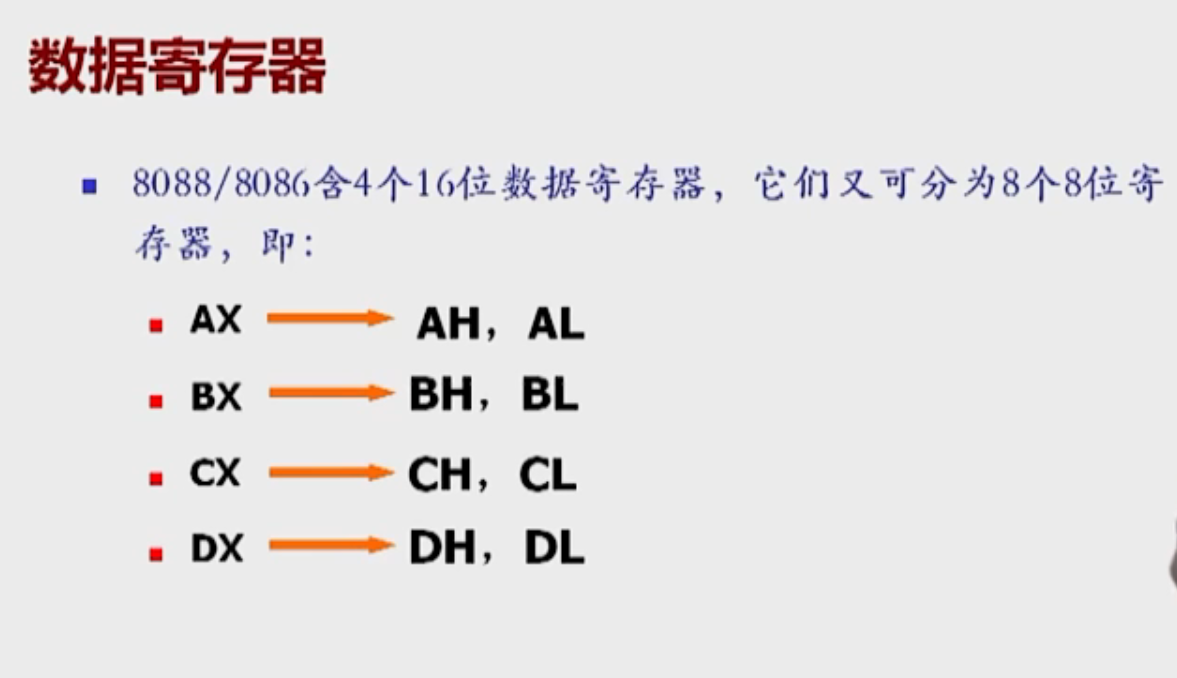 数据寄存器
8088/8086含4个16位数据寄存器，它们又可分为8个8位寄
存器，即：
AX AH，AL
BX BH，BL
CX CH，CL
DX DH，DL